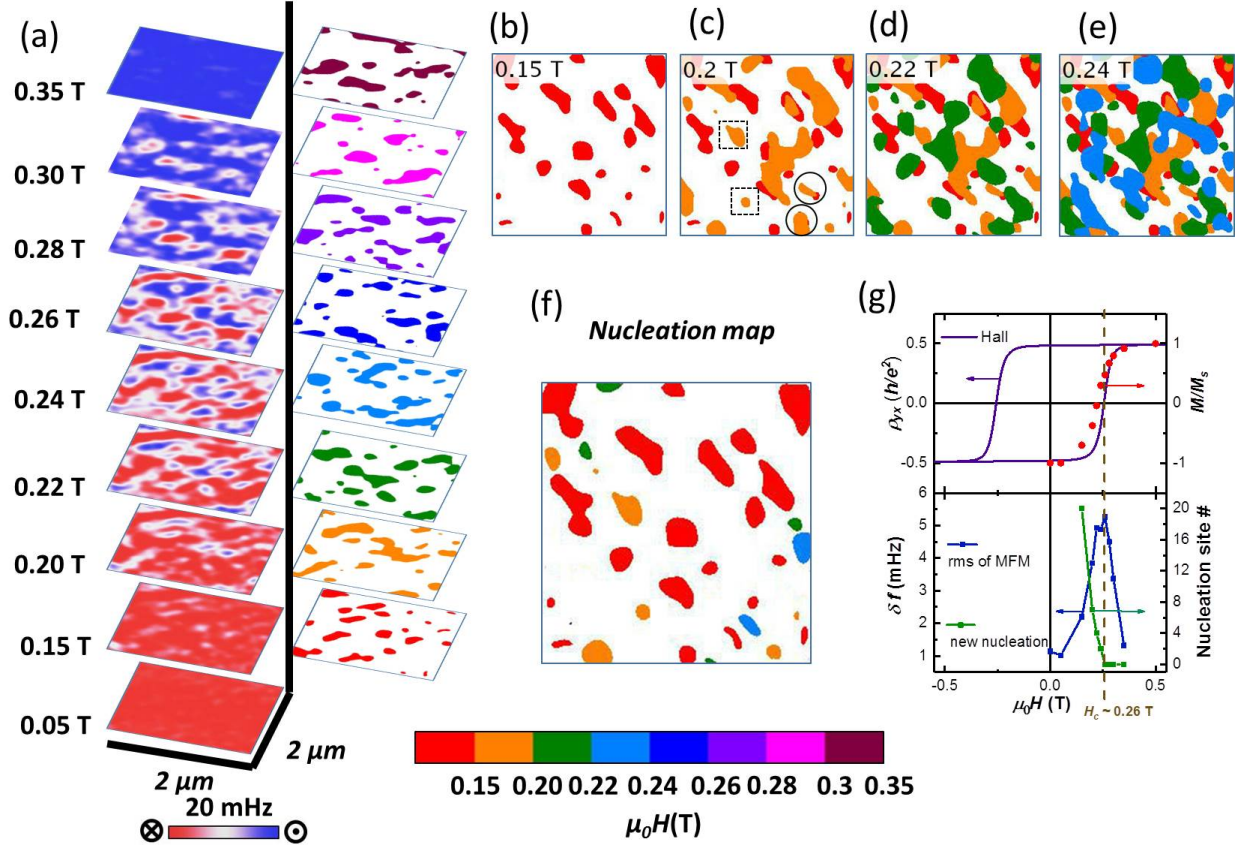 (a)
0.35 T
0.30 T
0.28 T
0.26 T
0.24 T
0.22 T
0.20 T
0.15 T
0.05 T
2 μm
2 μm
20 mHz
(b)
0.15 T
(c)
0.2 T
(d)
0.22 T
(e)
0.24 T
(f)
Nucleation map
0.15 0.20 0.22 0.24 0.26 0.28 0.3 0.35
μ₀H(T)
(g)
Hall
ρyx (h/e²)
0.5
0.0
-0.5
M/Ms
1
0
-1
rms of MFM
new nucleation
δ f (mHz)
6
5
4
3
2
1
Nucleation site #
20
16
12
8
4
0
-0.5 0.0 0.5
μ₀H (T)
Hc ~ 0.26 T